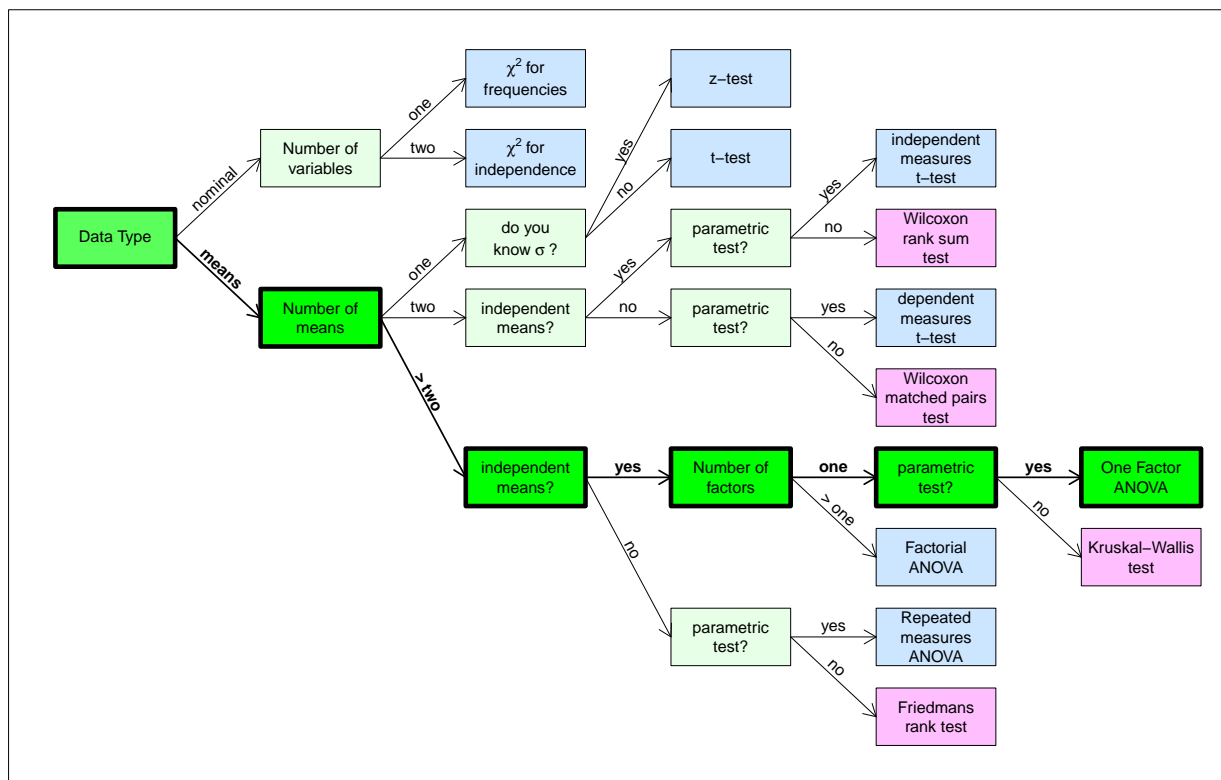 χ² for
frequencies
z−test
one
Number of
variables
two
χ² for
independence
yes
no
t−test
independent
measures
t−test
nominal
yes
Data Type
do you
know σ ?
parametric
test?
no
Wilcoxon
rank sum
test
means
one
yes
Number of
means
two
independent
means?
no
parametric
test?
yes
dependent
measures
t−test
no
> two
Wilcoxon
matched pairs
test
independent
means?
yes
Number of
factors
one
parametric
test?
yes
One Factor
ANOVA
> one
no
no
Factorial
ANOVA
Kruskal−Wallis
test
parametric
test?
yes
Repeated
measures
ANOVA
no
Friedmans
rank test